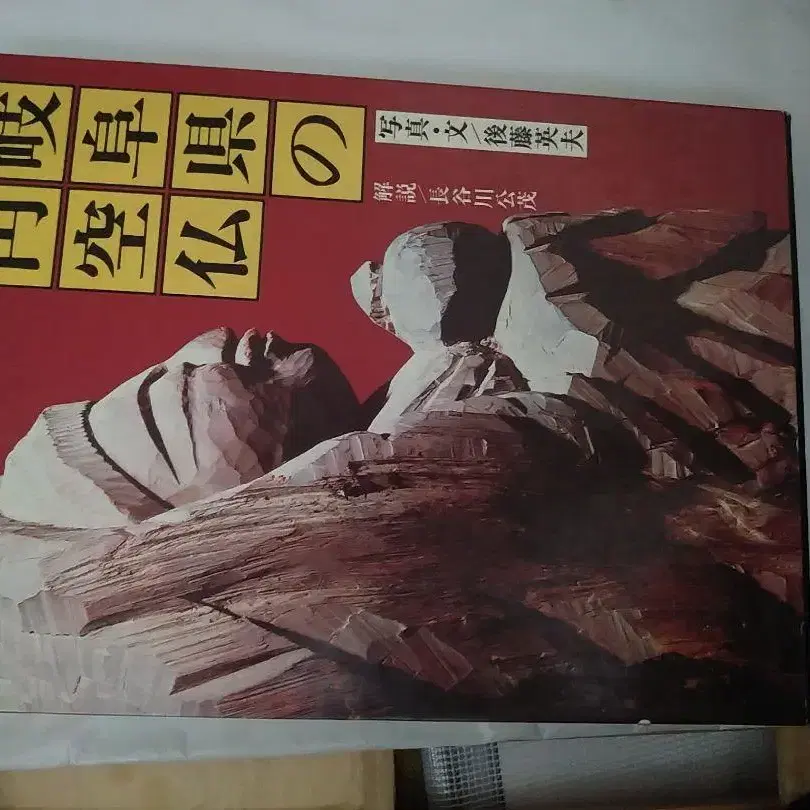 岐阜県の
円空仏
写真・文/後藤英夫
解説/長谷川公茂